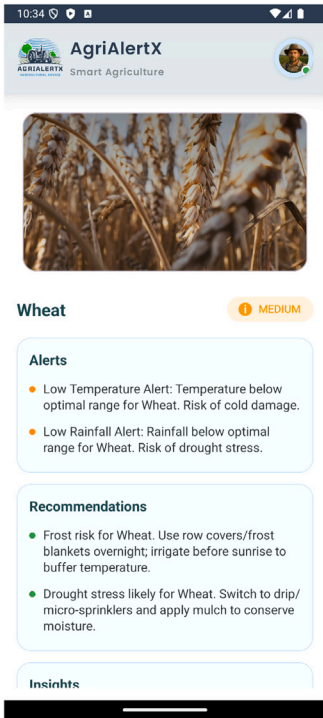 10:34
AgriAlertX
Smart Agriculture
AGRIALERTX
Wheat
MEDIUM
Alerts
Low Temperature Alert: Temperature below
optimal range for Wheat. Risk of cold damage.
Low Rainfall Alert: Rainfall below optimal
range for Wheat. Risk of drought stress.
Recommendations
Frost risk for Wheat. Use row covers/frost
blankets overnight; irrigate before sunrise to
buffer temperature.
Drought stress likely for Wheat. Switch to drip/
micro-sprinklers and apply mulch to conserve
moisture.
Insights